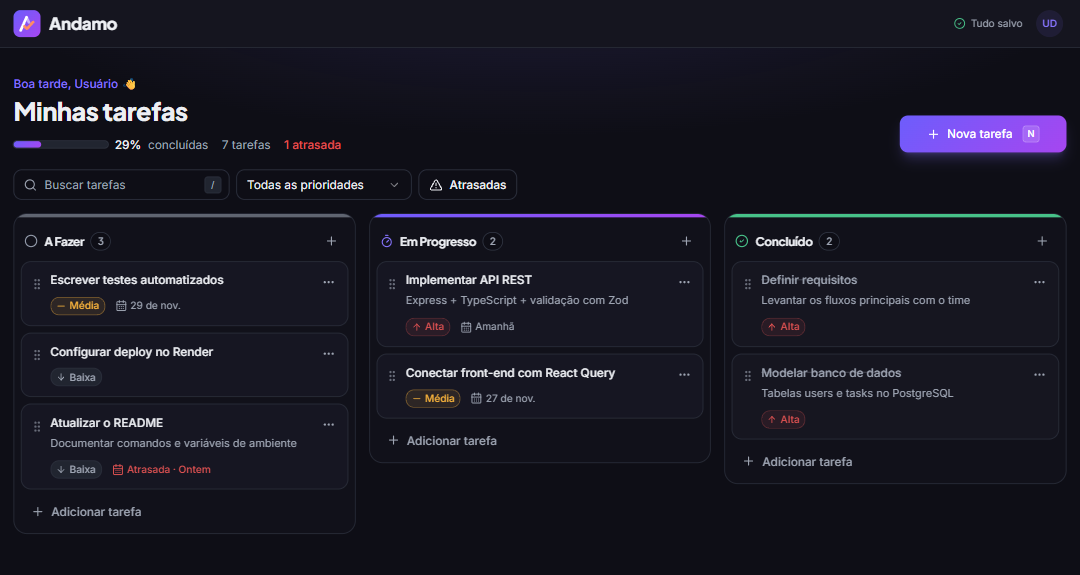 Andamo
Tudo salvo
UD
Boa tarde, Usuário 👋
Minhas tarefas
29% concluídas 7 tarefas 1 atrasada
+ Nova tarefa N
Buscar tarefas /
Todas as prioridades
Atrasadas
A Fazer 3 +
Escrever testes automatizados ...
– Média 29 de nov.
Configurar deploy no Render ...
↓ Baixa
Atualizar o README ...
Documentar comandos e variáveis de ambiente
↓ Baixa Atrasada · Ontem
+ Adicionar tarefa
Em Progresso 2 +
Implementar API REST ...
Express + TypeScript + validação com Zod
↑ Alta Amanhã
Conectar front-end com React Query ...
– Média 27 de nov.
+ Adicionar tarefa
Concluído 2 +
Definir requisitos ...
Levantar os fluxos principais com o time
↑ Alta
Modelar banco de dados ...
Tabelas users e tasks no PostgreSQL
↑ Alta
+ Adicionar tarefa